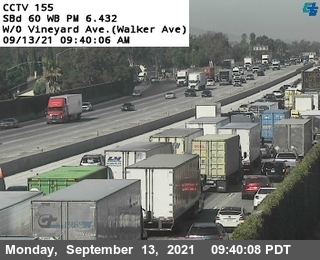 CCTV 155
SBd 60 WB PM 6.432
W/O Vineyard Ave.(Walker Ave)
09/13/21 09:40:06 AM
Monday, September 13, 2021 09:40:08 PDT